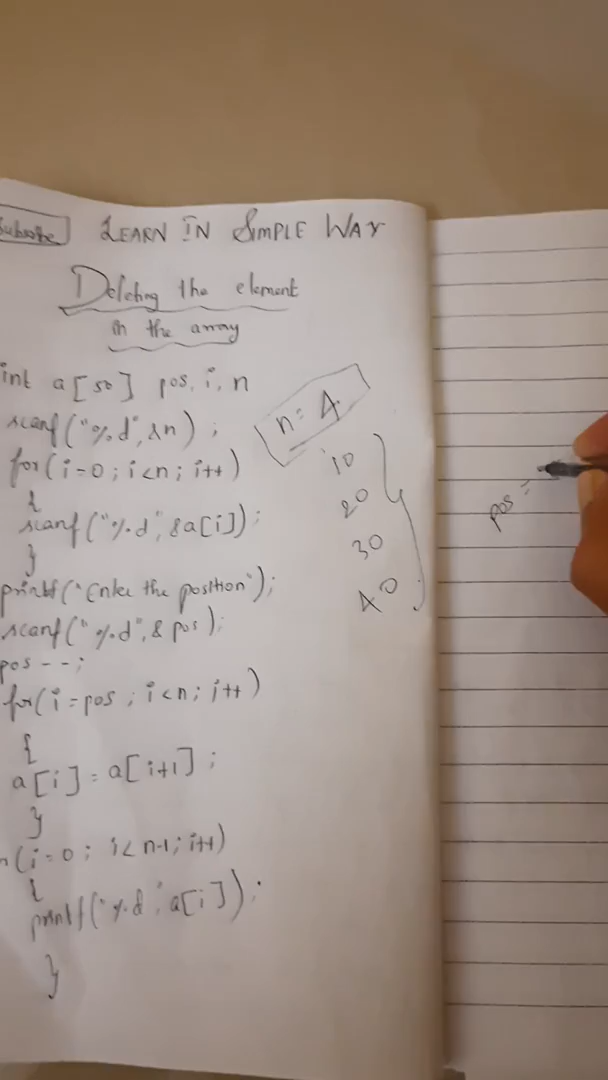 Subscribe LEARN IN SIMPLE WAY
Deleting the element
in the array
int a[50] pos, i, n
scanf("%d",&n);
for(i=0; i<n; i++)
{
scanf("%d",&a[i]);
}
printf("Enter the position");
scanf("%d",& pos);
pos--;
for(i=pos; i<n; i++)
{
a[i]=a[i+1];
}
(i=0; i<n-1; i++)
{
printf("%d", a[i]);
}
n=4
10
20
30
40
pos=